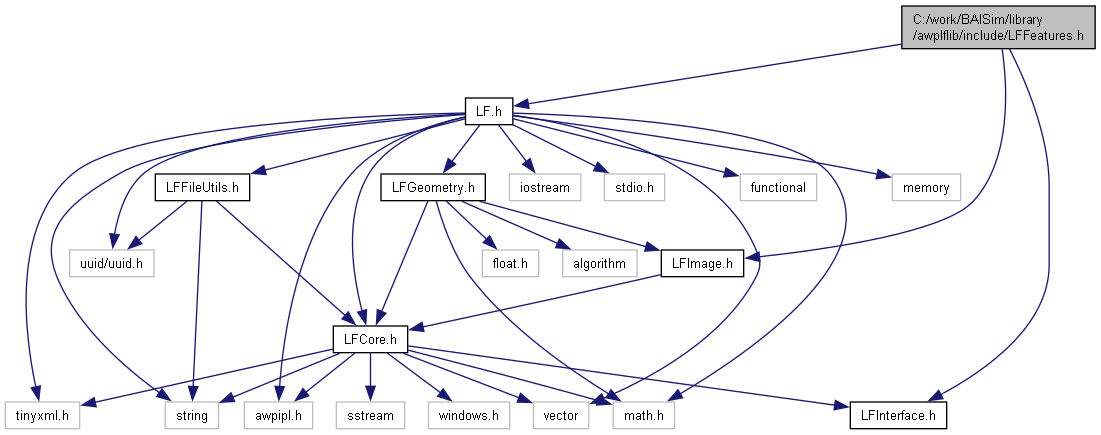 C:/work/BAISim/library
/awplflib/include/LFFeatures.h
LF.h
LFFileUtils.h
LFGeometry.h
iostream
stdio.h
functional
memory
uuid/uuid.h
float.h
algorithm
LFImage.h
LFCore.h
tinyxml.h
string
awpipl.h
sstream
windows.h
vector
math.h
LFInterface.h